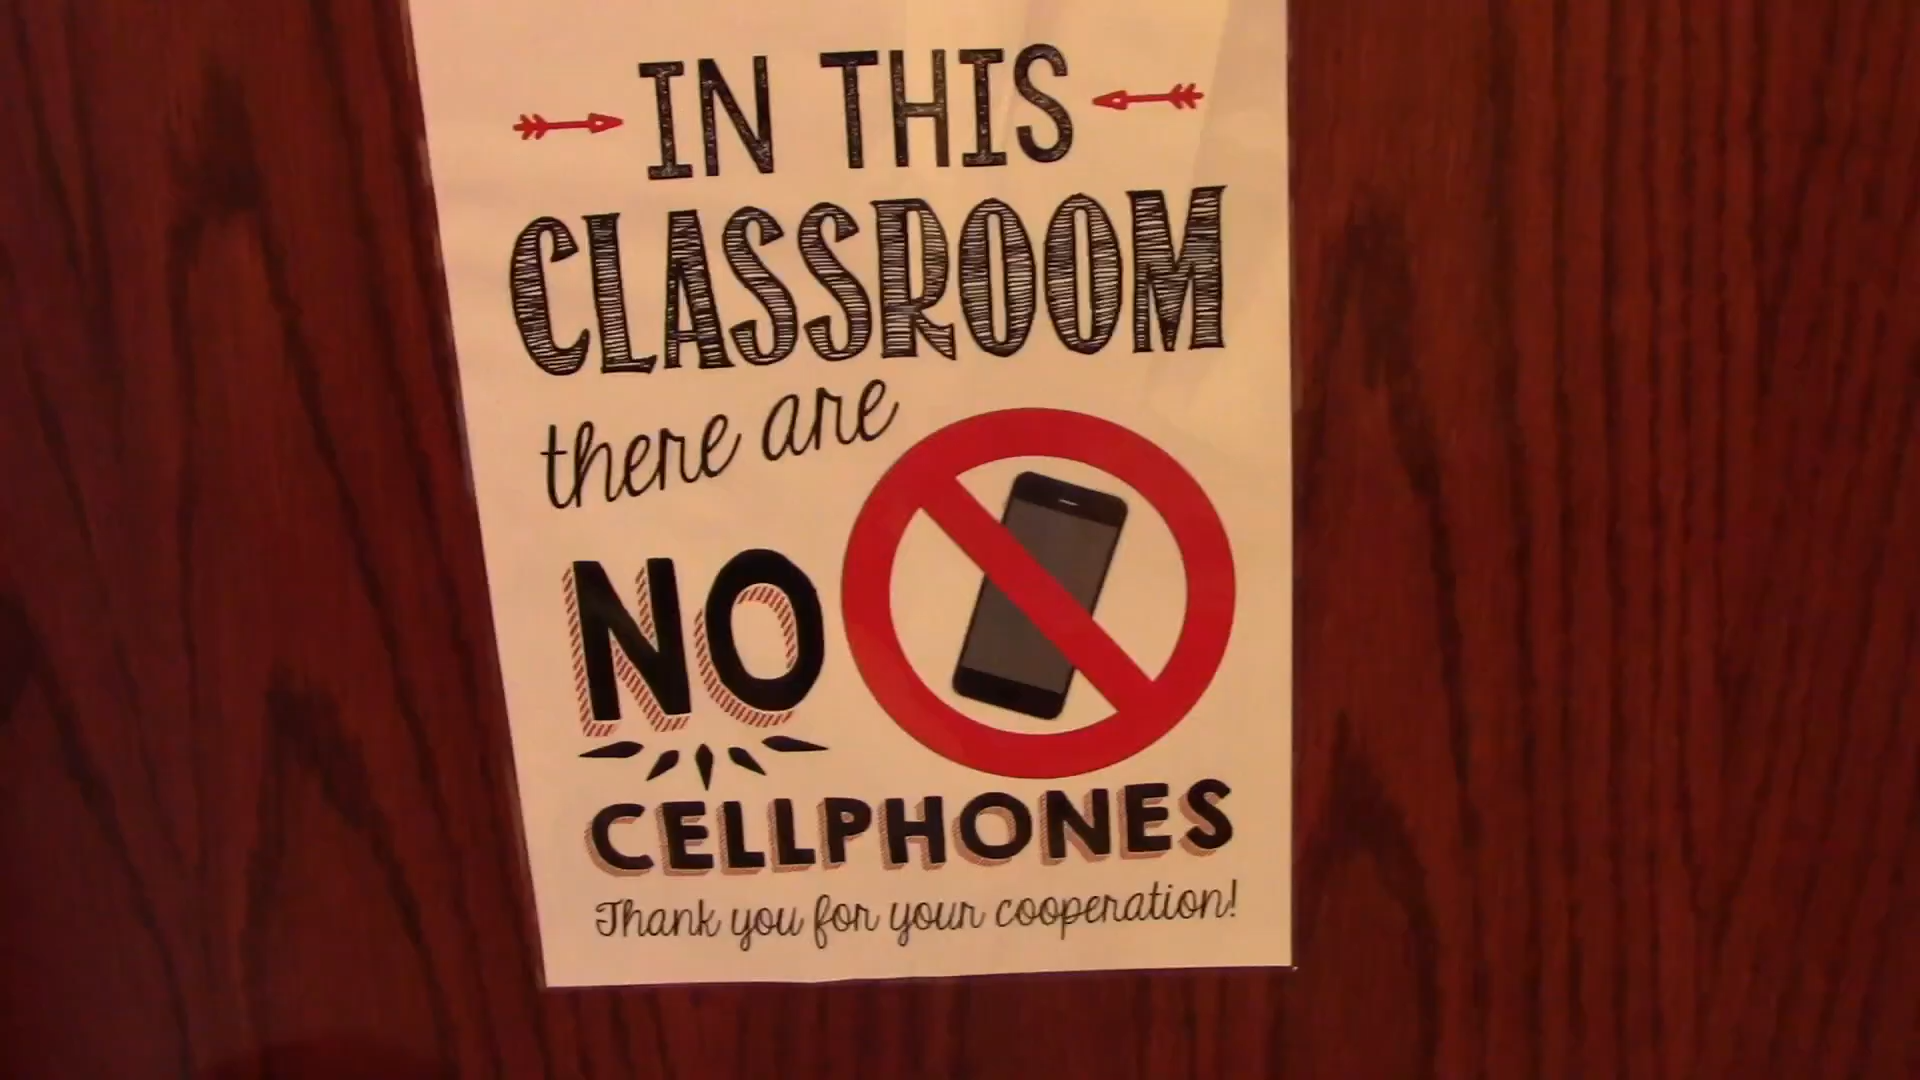 IN THIS
CLASSROOM
there are
NO
CELLPHONES
Thank you for your cooperation!